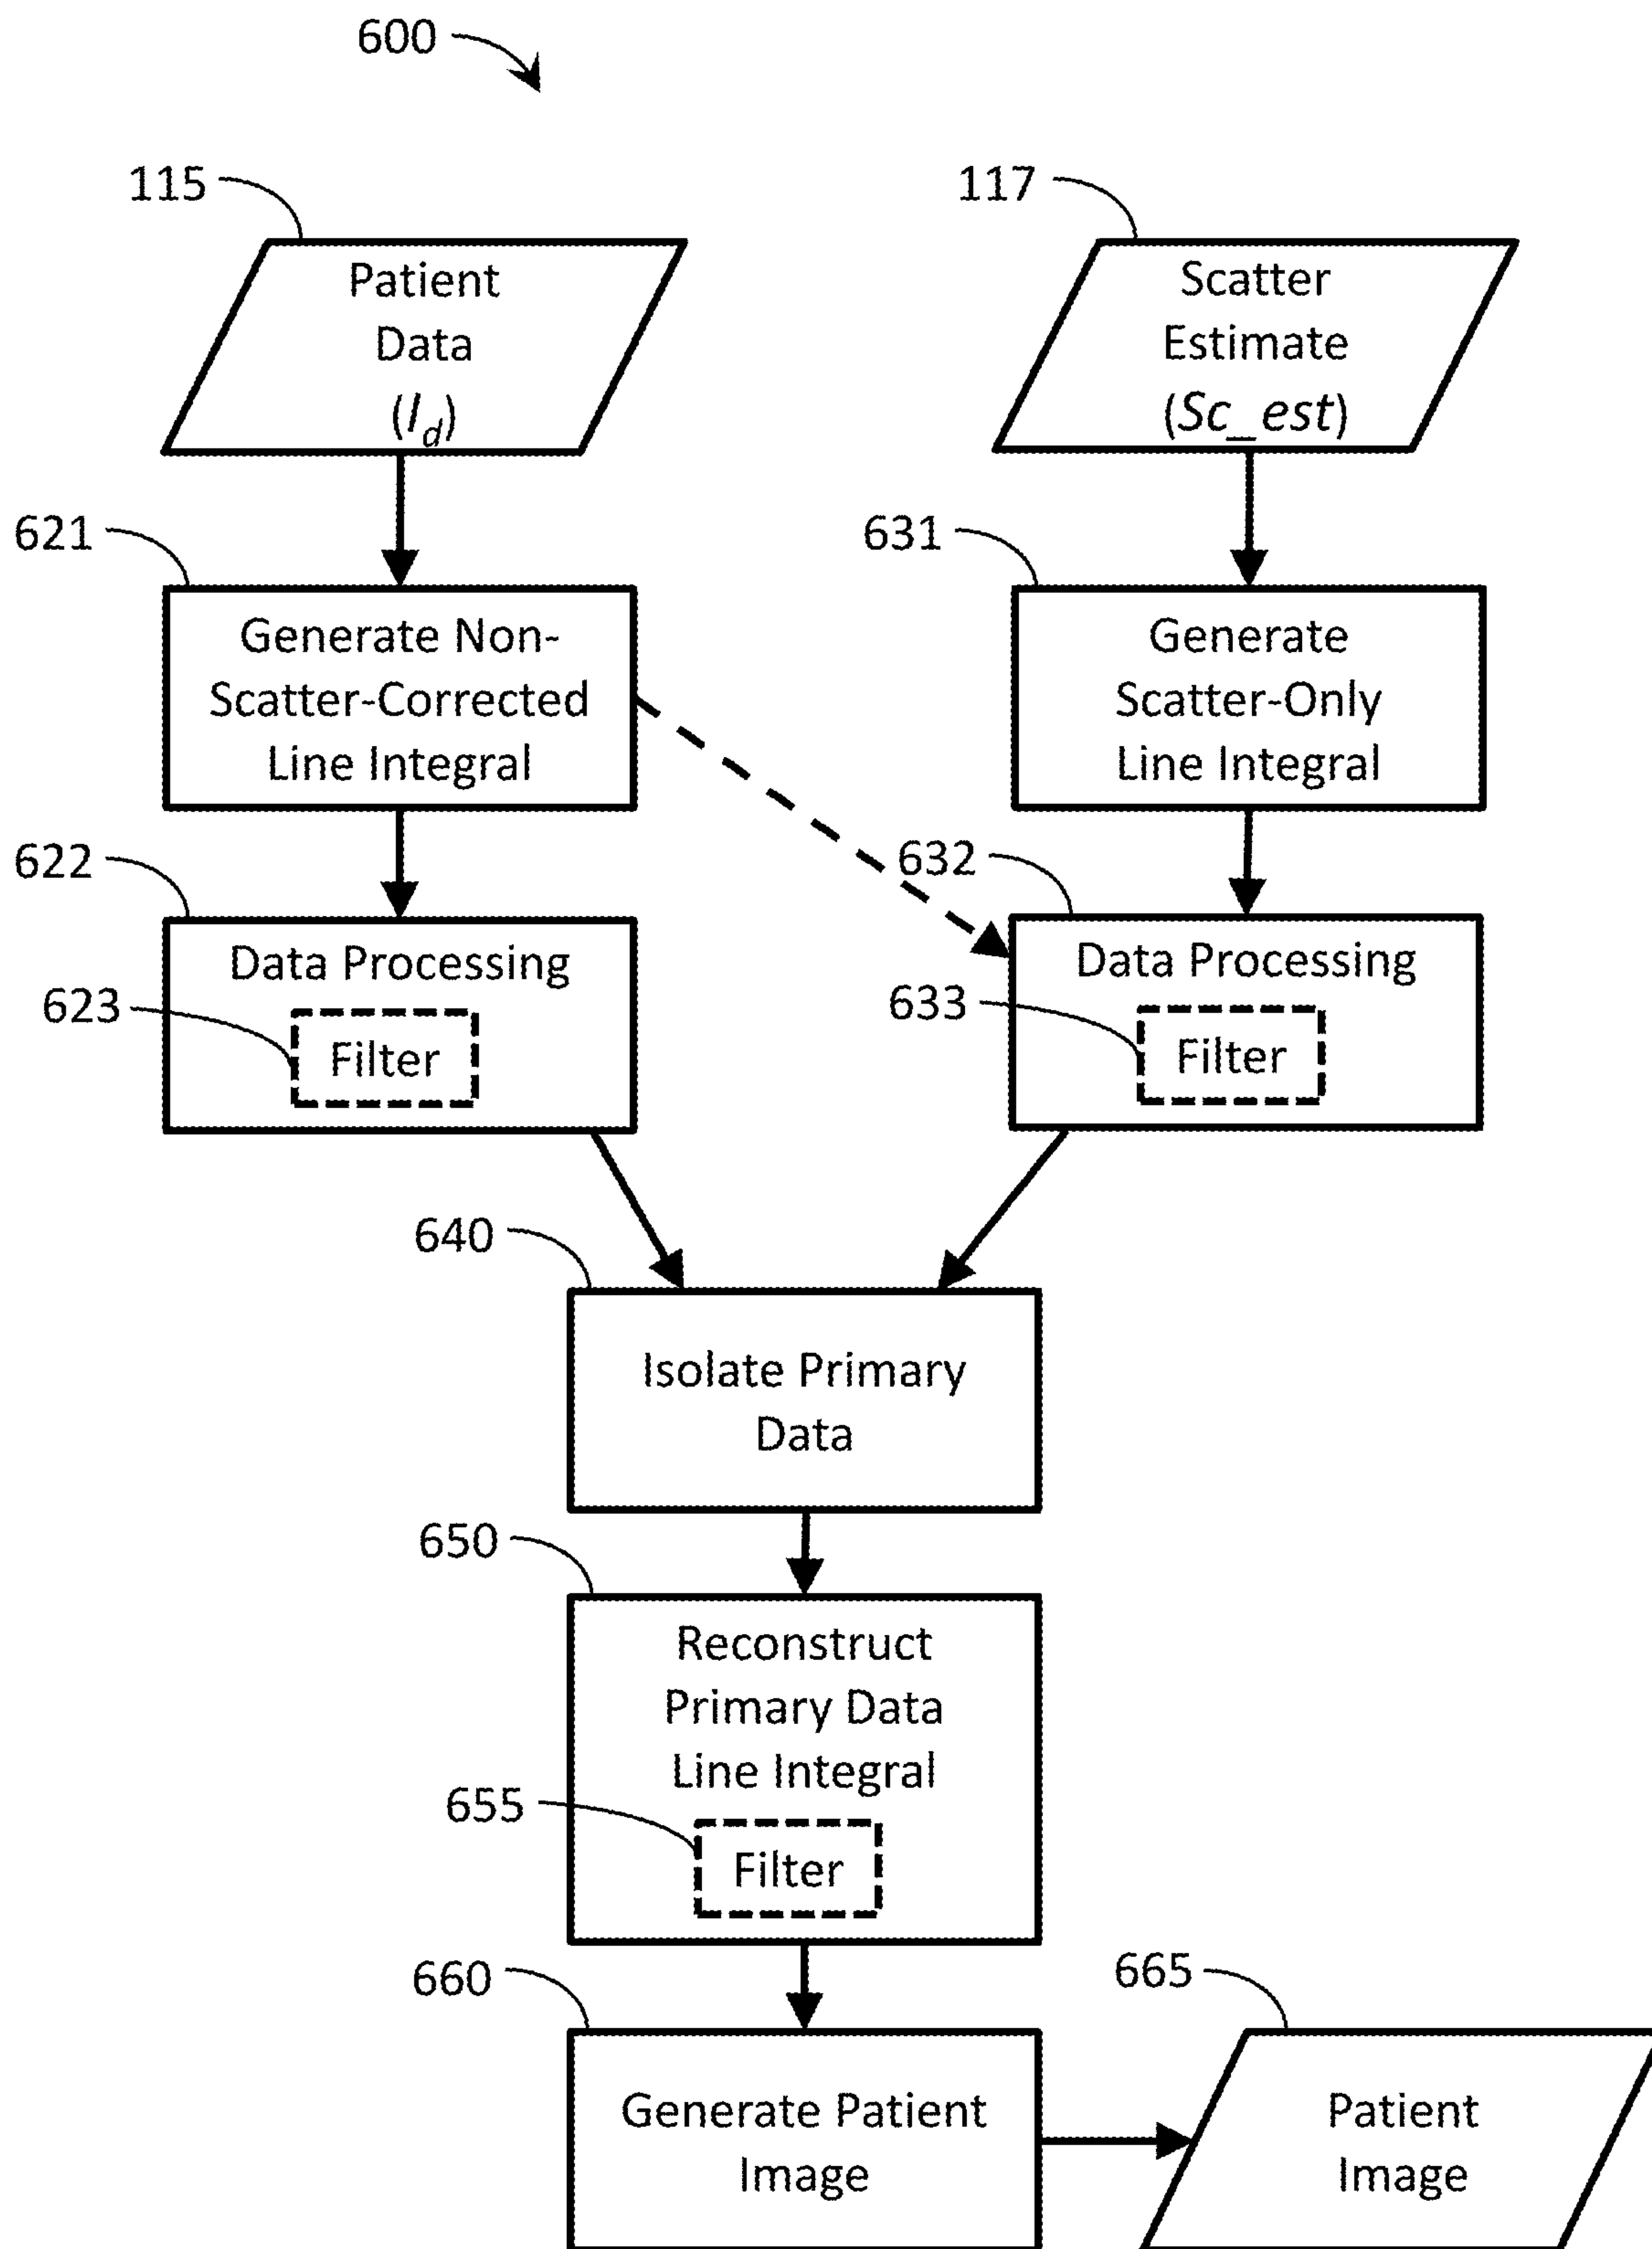 600
115
117
Patient
Data
(I_d)
Scatter
Estimate
(Sc_est)
621
631
Generate Non-
Scatter-Corrected
Line Integral
Generate
Scatter-Only
Line Integral
622
632
Data Processing
623
Filter
Data Processing
633
Filter
640
Isolate Primary
Data
650
Reconstruct
Primary Data
Line Integral
655
Filter
660
665
Generate Patient
Image
Patient
Image